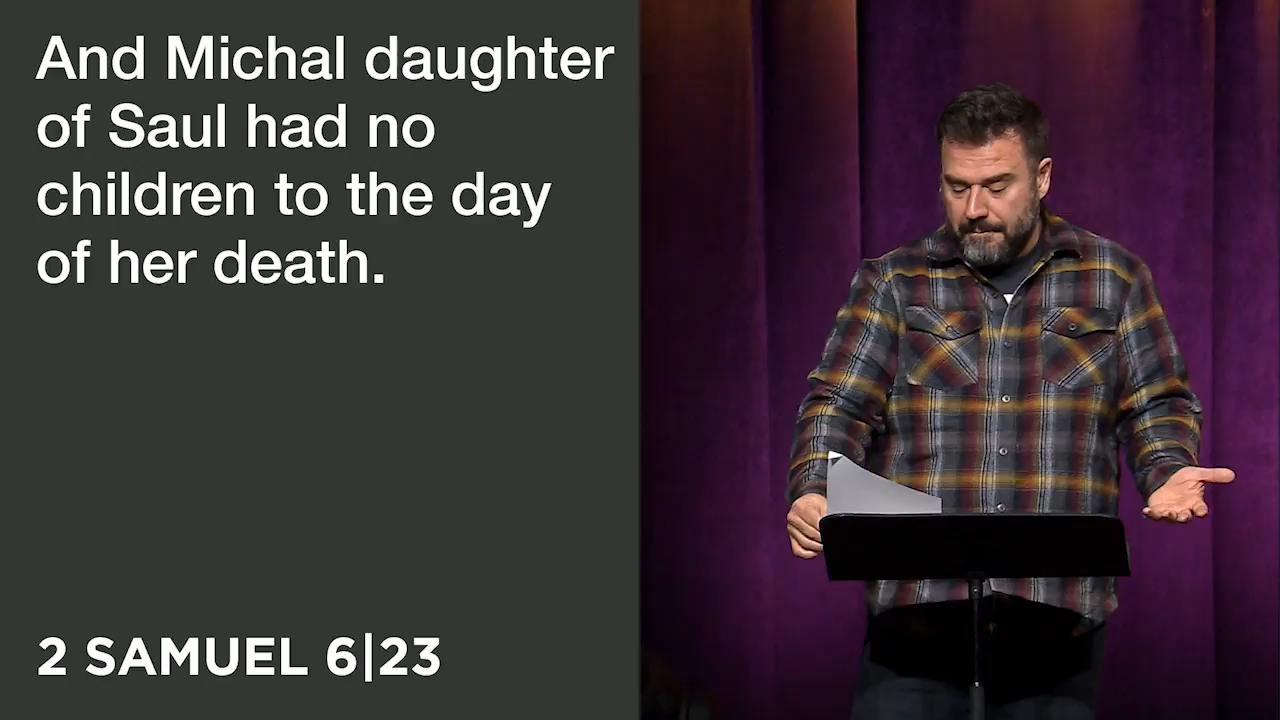 And Michal daughter
of Saul had no
children to the day
of her death.
2 SAMUEL 6|23